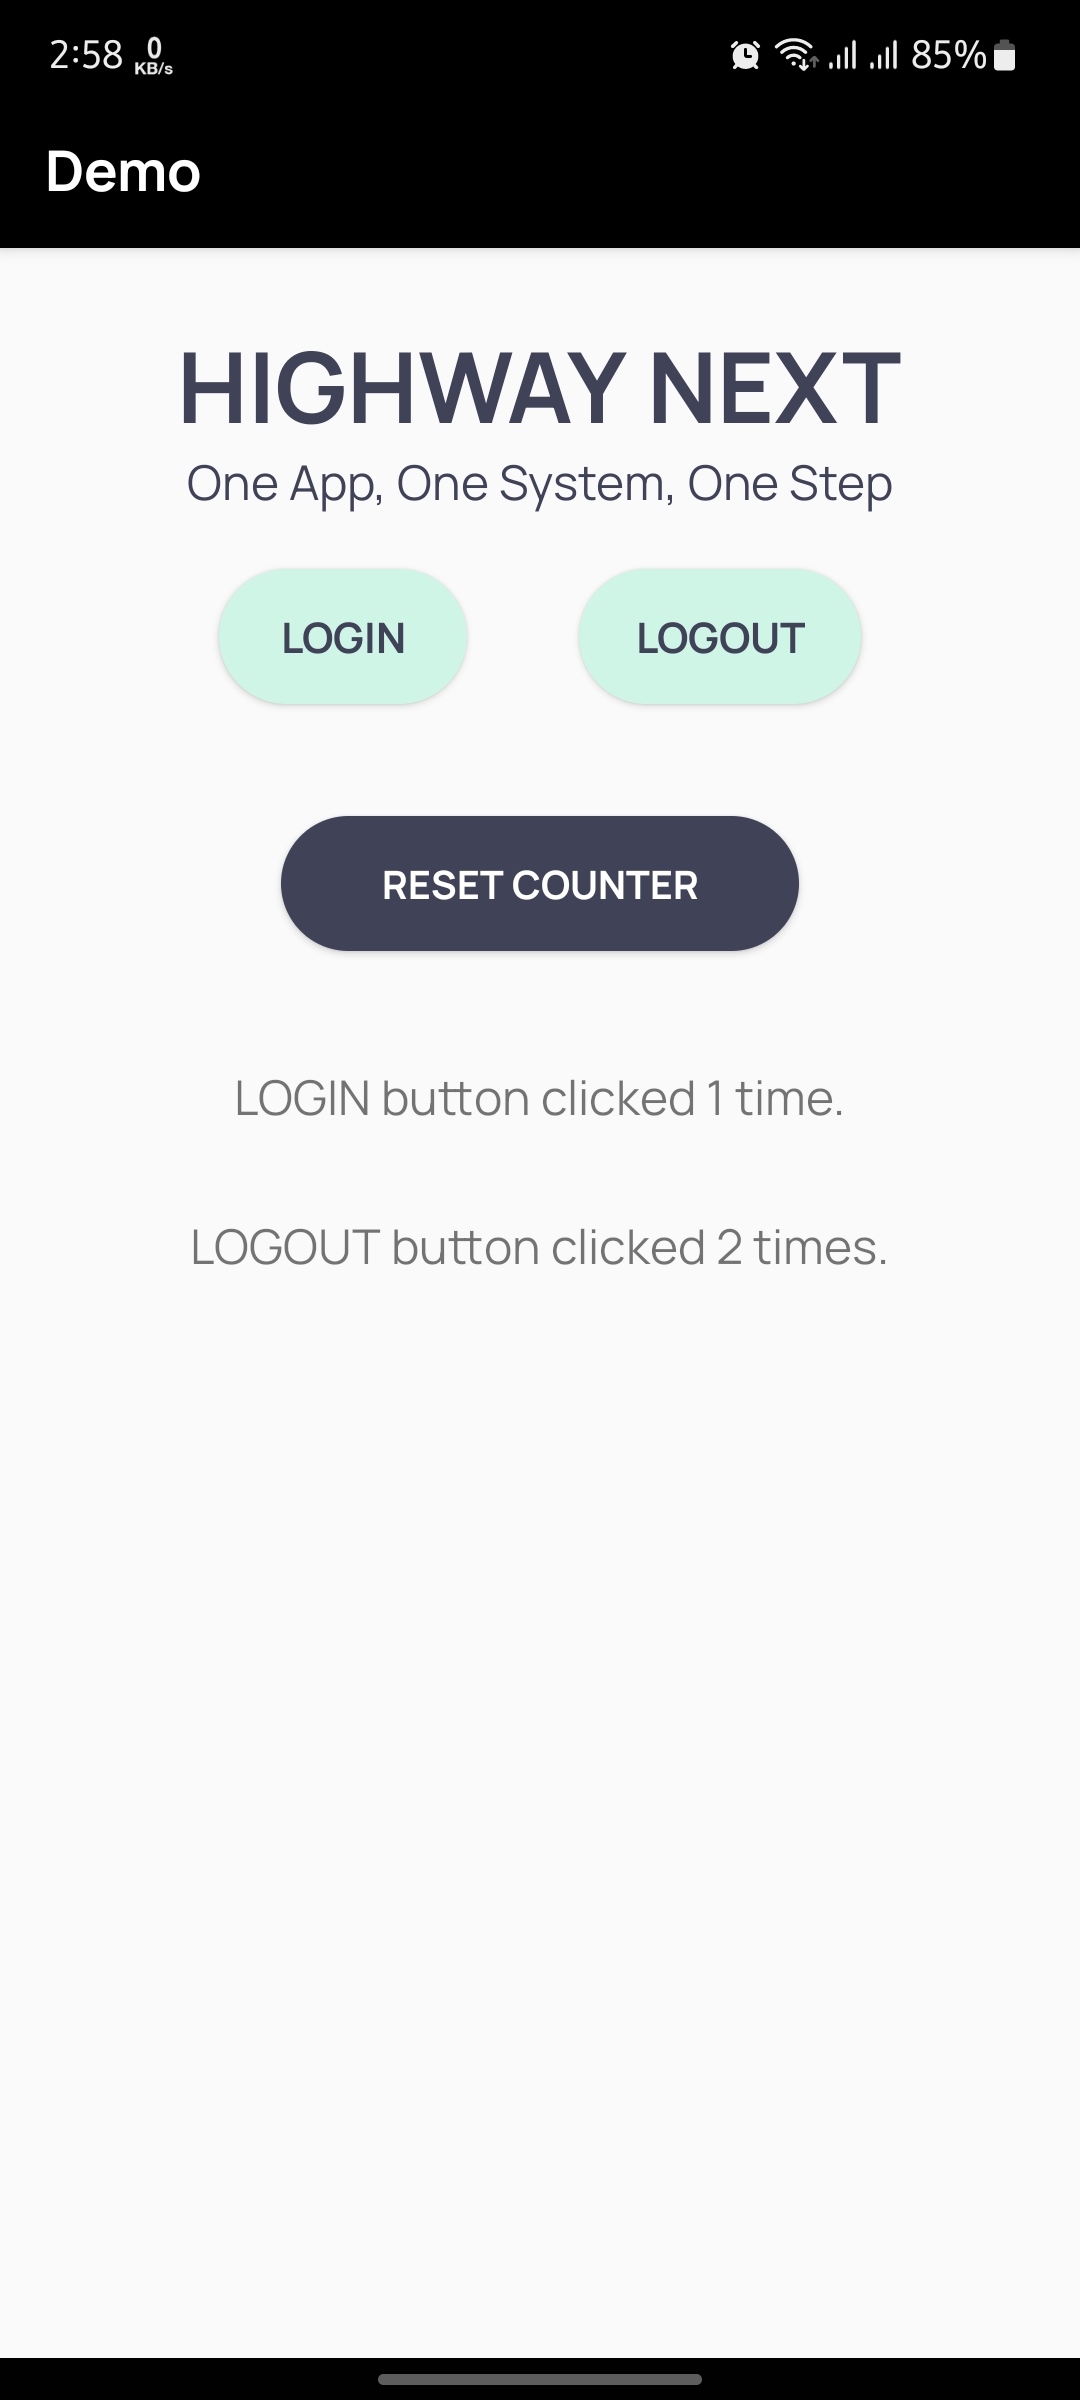 2:58 0 KB/s 85%
Demo
HIGHWAY NEXT
One App, One System, One Step
LOGIN LOGOUT
RESET COUNTER
LOGIN button clicked 1 time.
LOGOUT button clicked 2 times.